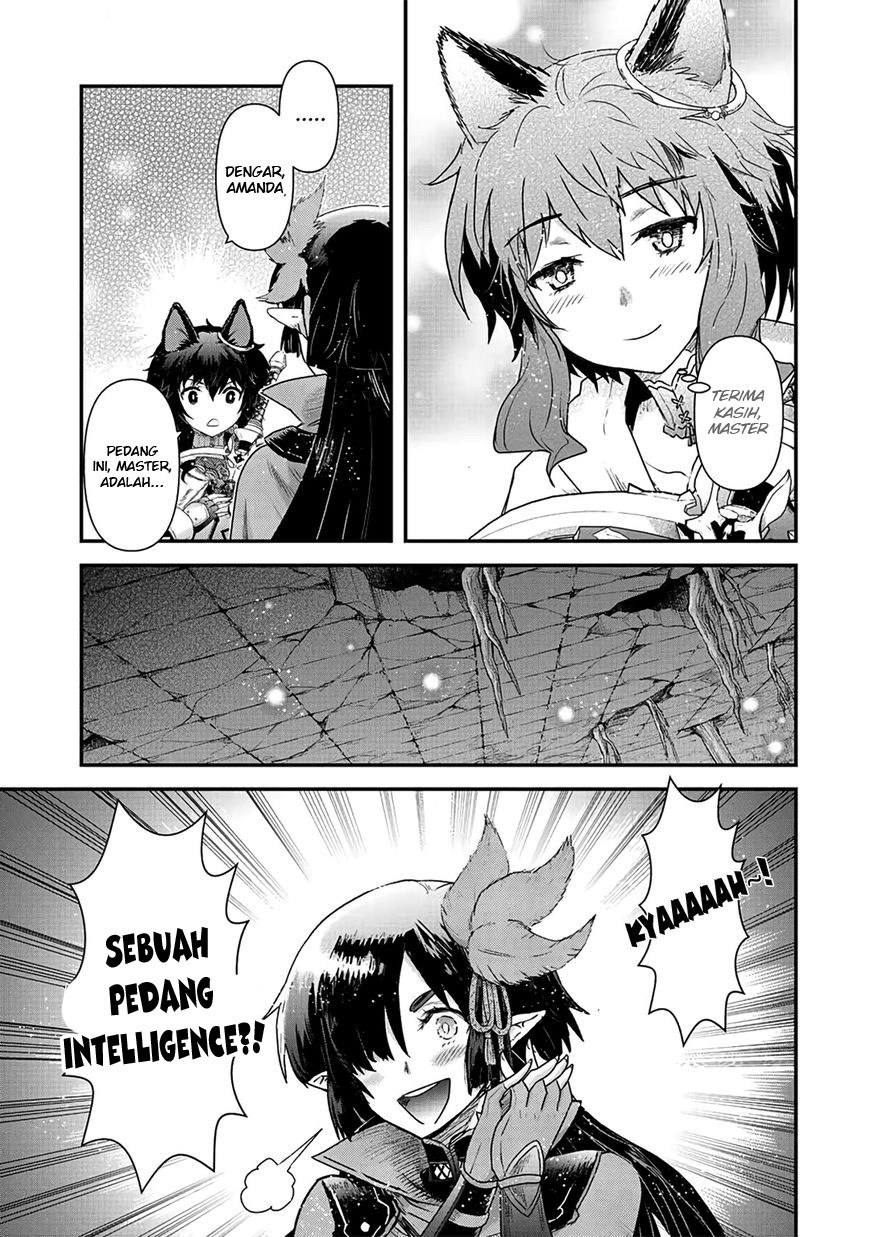 TERIMA
KASIH,
MASTER
.....
DENGAR,
AMANDA,
PEDANG
INI, MASTER,
ADALAH...
KYAAAAAH~!
SEBUAH
PEDANG
INTELLIGENCE?!